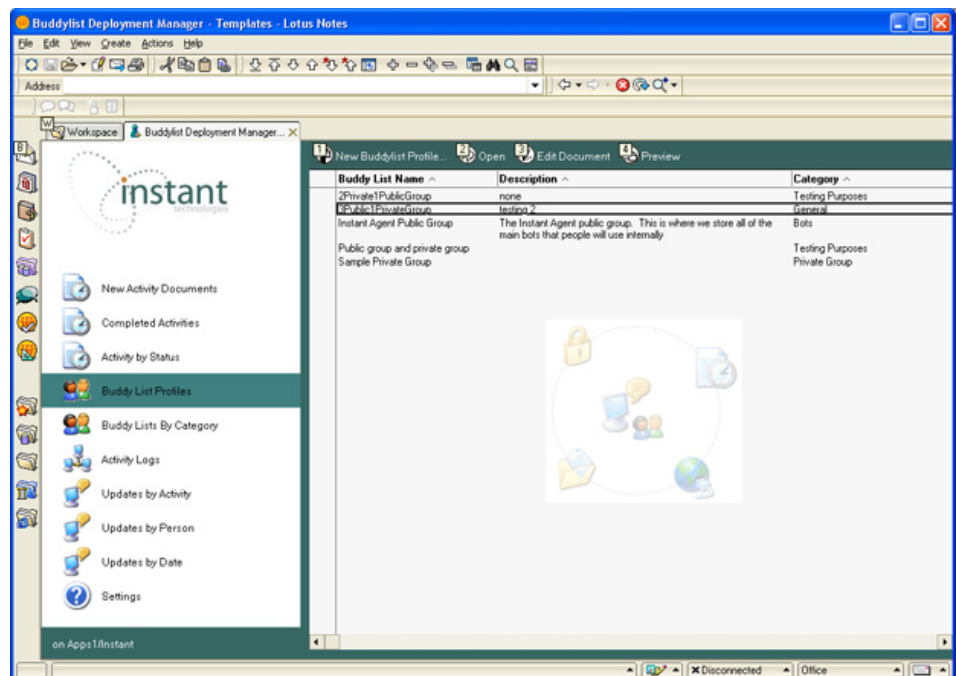 Buddylist Deployment Manager - Templates - Lotus Notes
File Edit View Create Actions Help
Address
Workspace Buddylist Deployment Manager...
1 New Buddylist Profile... 2 Open 3 Edit Document 4 Preview
instant
technologies
Buddy List Name Description Category
2Private1PublicGroup none Testing Purposes
3Public1PrivateGroup testing 2 General
Instant Agent Public Group The Instant Agent public group. This is where we store all of the Bots
main bots that people will use internally
Public group and private group Testing Purposes
Sample Private Group Private Group
New Activity Documents
Completed Activities
Activity by Status
Buddy List Profiles
Buddy Lists By Category
Activity Logs
Updates by Activity
Updates by Person
Updates by Date
Settings
on Apps1/Instant
Disconnected Office